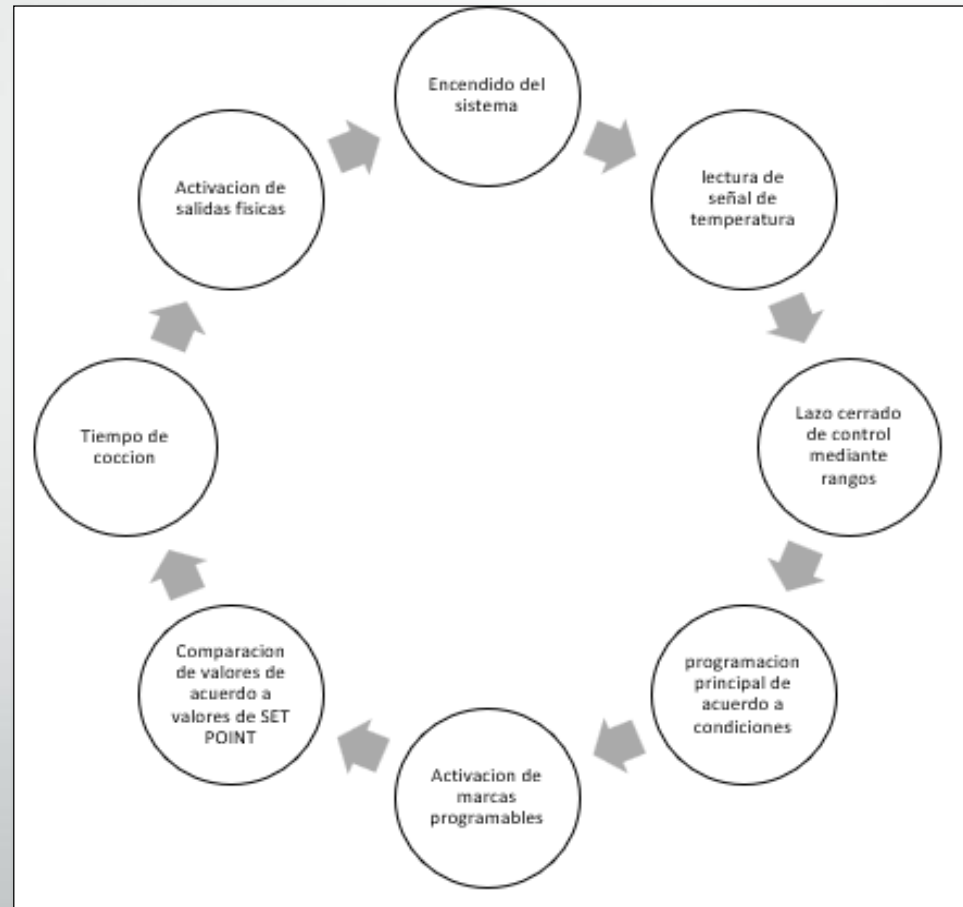 Encendido del
sistema
lectura de
señal de
temperatura
Lazo cerrado
de control
mediante
rangos
programacion
principal de
acuerdo a
condiciones
Activacion de
marcas
programables
Comparacion
de valores de
acuerdo a
valores de SET
POINT
Tiempo de
coccion
Activacion de
salidas fisicas